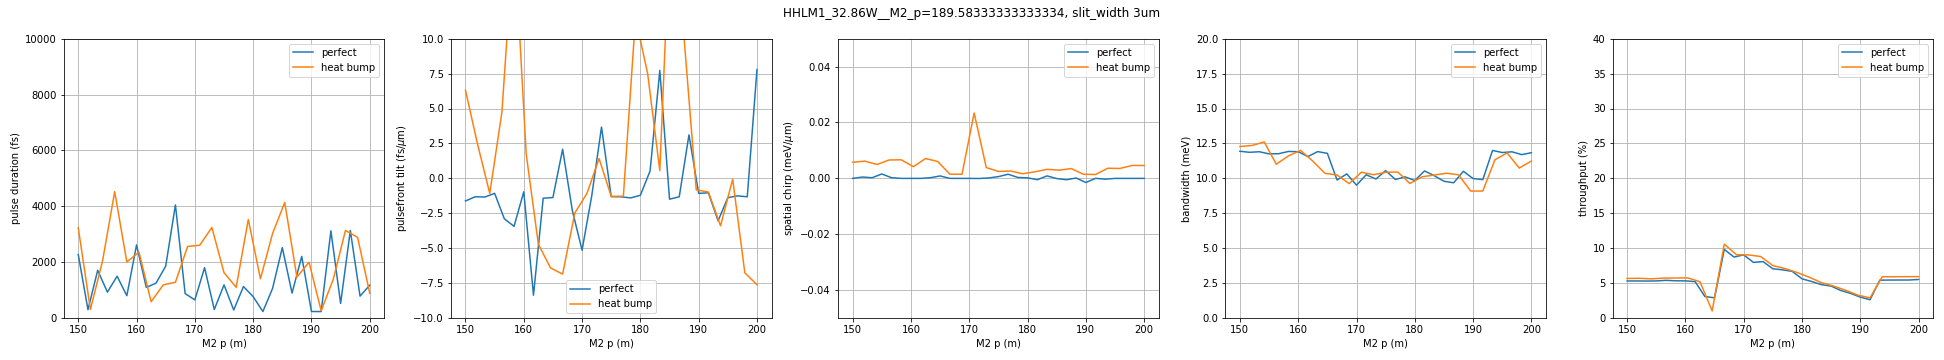 HHLM1_32.86W__M2_p=189.58333333333334, slit_width 3um
pulse duration (fs)
10000
8000
6000
4000
2000
0
perfect
heat bump
150 160 170 180 190 200
M2 p (m)
pulsefront tilt (fs/μm)
10.0
7.5
5.0
2.5
0.0
−2.5
−5.0
−7.5
−10.0
perfect
heat bump
150 160 170 180 190 200
M2 p (m)
spatial chirp (meV/μm)
0.04
0.02
0.00
−0.02
−0.04
perfect
heat bump
150 160 170 180 190 200
M2 p (m)
bandwidth (meV)
20.0
17.5
15.0
12.5
10.0
7.5
5.0
2.5
0.0
perfect
heat bump
150 160 170 180 190 200
M2 p (m)
throughput (%)
40
35
30
25
20
15
10
5
0
perfect
heat bump
150 160 170 180 190 200
M2 p (m)